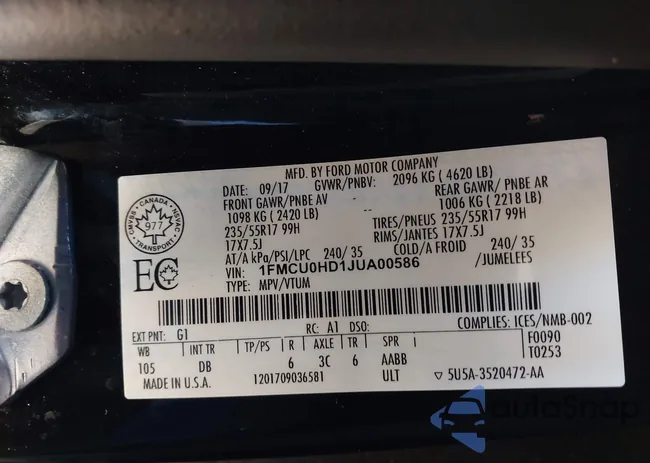 MFD. BY FORD MOTOR COMPANY
DATE: 09/17 GVWR/PNBV: 2096 KG ( 4620 LB)
FRONT GAWR/PNBE AV REAR GAWR/ PNBE AR
1098 KG ( 2420 LB) 1006 KG ( 2218 LB)
235/55R17 99H TIRES/PNEUS 235/55R17 99H
17X7.5J RIMS/JANTES 17X7.5J
AT/A kPa/PSI/LPC 240/ 35 COLD/A FROID 240/ 35
VIN: 1FMCU0HD1JUA00586 /JUMELEES
TYPE: MPV/VTUM
CMVSS CANADA NSVAC
977
TRANSPORT
EC
EXT PNT: G1 RC: A1 DSO: COMPLIES: ICES/NMB-002
WB INT TR TP/PS R AXLE TR SPR F0090
105 DB 6 3C 6 AABB T0253
MADE IN U.S.A. 1201709036581 ULT ▽ 5U5A-3520472-AA
autoSnap